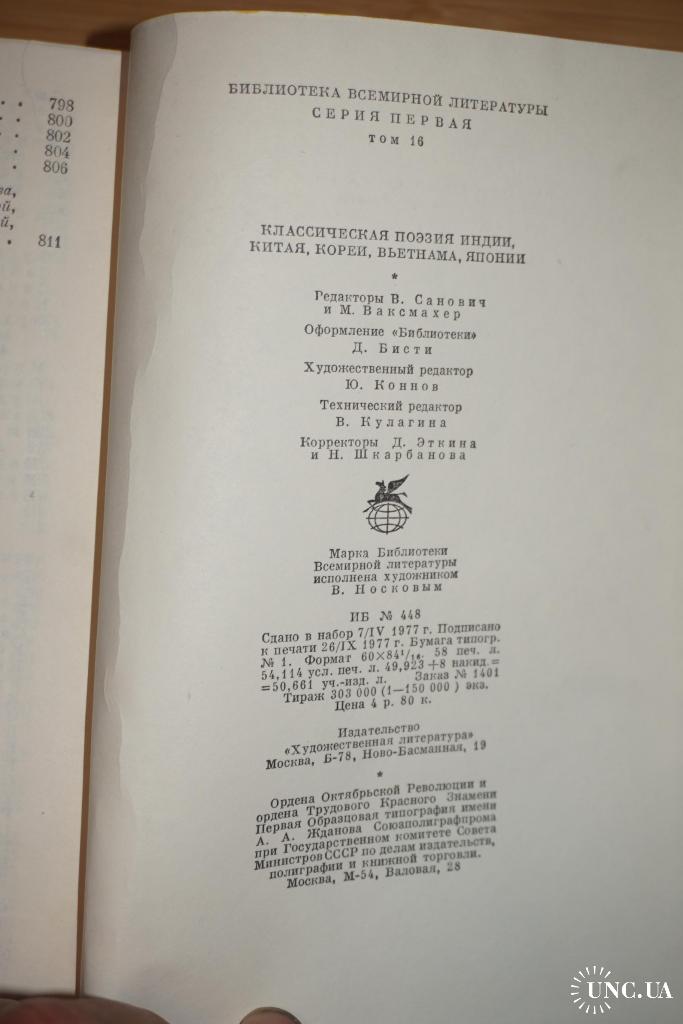 . . 798
. . 800
. . 802
. 804
. 806
ва,
ой,
й,
. 811
БИБЛИОТЕКА ВСЕМИРНОЙ ЛИТЕРАТУРЫ
СЕРИЯ ПЕРВАЯ
ТОМ 16
КЛАССИЧЕСКАЯ ПОЭЗИЯ ИНДИИ,
КИТАЯ, КОРЕИ, ВЬЕТНАМА, ЯПОНИИ
*
Редакторы В. Санович
и М. Ваксмахер
Оформление «Библиотеки»
Д. Бисти
Художественный редактор
Ю. Коннов
Технический редактор
В. Кулагина
Корректоры Д. Эткина
и Н. Шкарбанова
Марка Библиотеки
Всемирной литературы
исполнена художником
В. Носковым
ИБ № 448
Сдано в набор 7/IV 1977 г. Подписано
к печати 26/IX 1977 г. Бумага типогр.
№ 1. Формат 60×84¹/₁₆. 58 печ. л.
54,114 усл. печ. л. 49,923+8 накид.=
=50,661 уч.-изд. л. Заказ № 1401
Тираж 303 000 (1—150 000) экз.
Цена 4 р. 80 к.
Издательство
«Художественная литература»
Москва, Б-78, Ново-Басманная, 19
*
Ордена Октябрьской Революции и
ордена Трудового Красного Знамени
Первая Образцовая типография имени
А. А. Жданова Союзполиграфпрома
при Государственном комитете Совета
Министров СССР по делам издательств,
полиграфии и книжной торговли.
Москва, М-54, Валовая, 28
UNC.UA